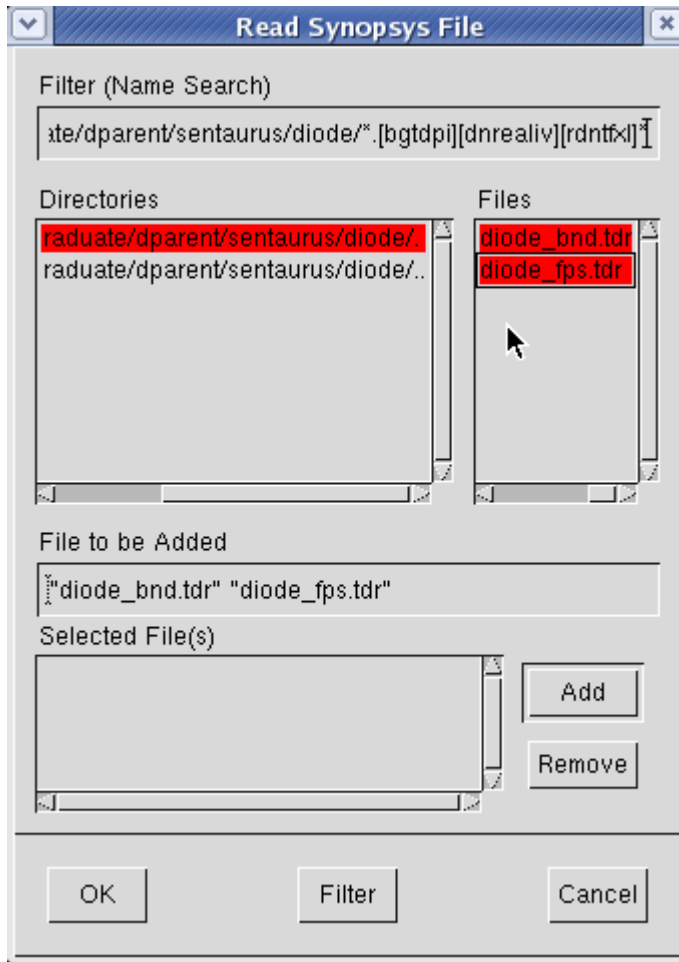 Read Synopsys File
Filter (Name Search)
ate/dparent/sentaurus/diode/*.[bgtdpi][dnrealiv][rdntfxl]*
Directories
Files
raduate/dparent/sentaurus/diode/.
raduate/dparent/sentaurus/diode/..
diode_bnd.tdr
diode_fps.tdr
File to be Added
"diode_bnd.tdr" "diode_fps.tdr"
Selected File(s)
Add
Remove
OK
Filter
Cancel